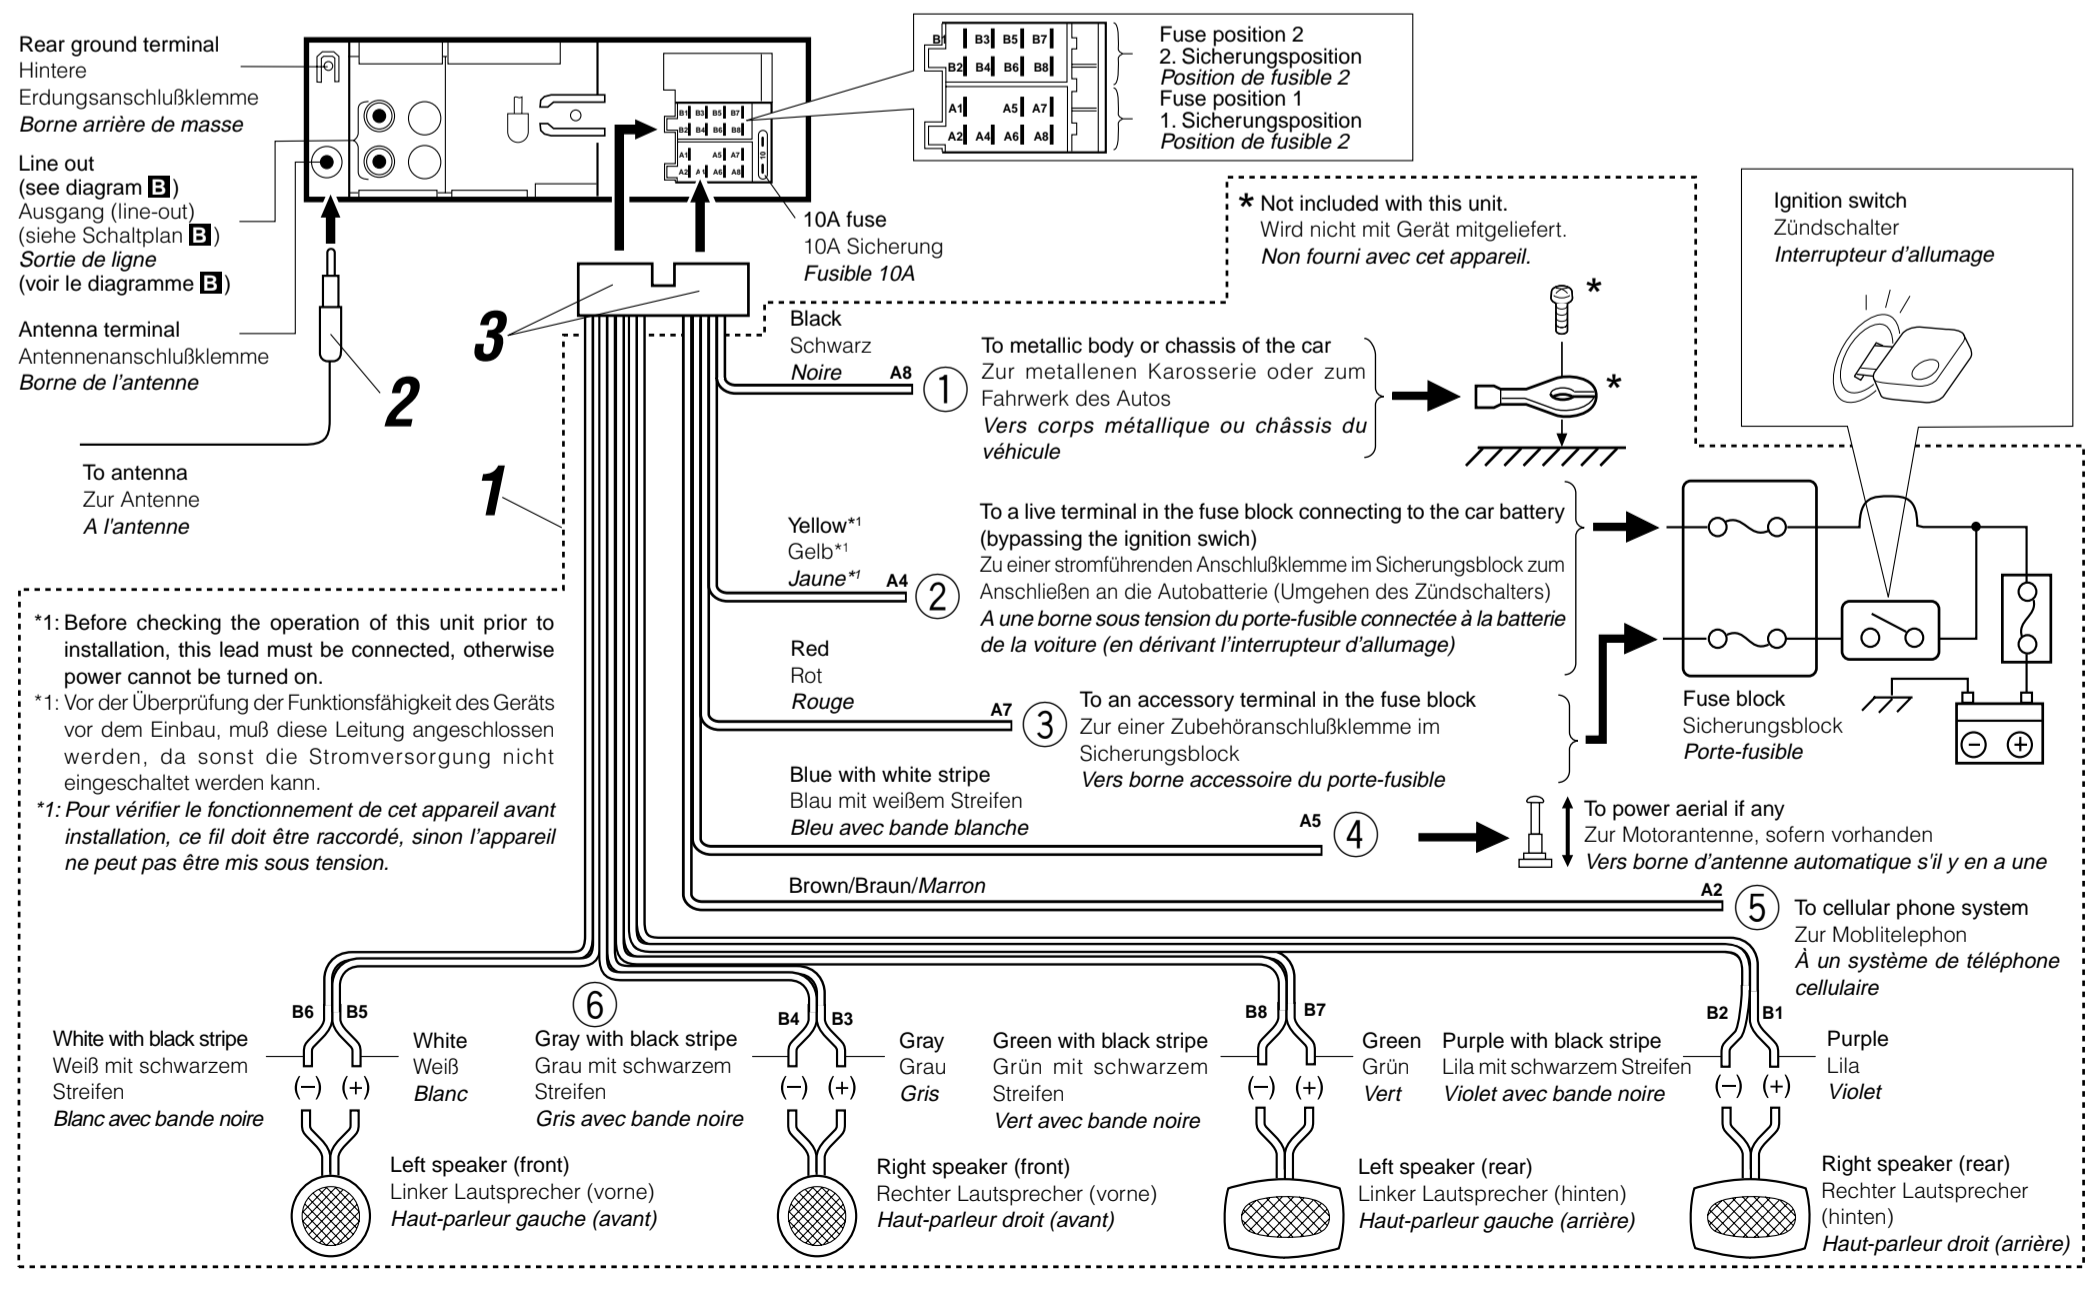 Rear ground terminal
Hintere
Erdungsanschlußklemme
Borne arrière de masse
Line out
(see diagram B)
Ausgang (line-out)
(siehe Schaltplan B)
Sortie de ligne
(voir le diagramme B)
Antenna terminal
Antennenanschlußklemme
Borne de l'antenne
To antenna
Zur Antenne
A l'antenne
2
B1 B3 B5 B7
B2 B4 B6 B8
A1 A5 A7
A2 A4 A6 A8
10
B1 B3 B5 B7
B2 B4 B6 B8
A1 A5 A7
A2 A4 A6 A8
Fuse position 2
2. Sicherungsposition
Position de fusible 2
Fuse position 1
1. Sicherungsposition
Position de fusible 2
10A fuse
10A Sicherung
Fusible 10A
3
1
* Not included with this unit.
Wird nicht mit Gerät mitgeliefert.
Non fourni avec cet appareil.
Ignition switch
Zündschalter
Interrupteur d'allumage
Black
Schwarz
Noire
A8
1
To metallic body or chassis of the car
Zur metallenen Karosserie oder zum
Fahrwerk des Autos
Vers corps métallique ou châssis du
véhicule
*
*
Yellow*1
Gelb*1
Jaune*1
A4
2
To a live terminal in the fuse block connecting to the car battery
(bypassing the ignition swich)
Zu einer stromführenden Anschlußklemme im Sicherungsblock zum
Anschließen an die Autobatterie (Umgehen des Zündschalters)
A une borne sous tension du porte-fusible connectée à la batterie
de la voiture (en dérivant l'interrupteur d'allumage)
Red
Rot
Rouge
A7
3
To an accessory terminal in the fuse block
Zur einer Zubehöranschlußklemme im
Sicherungsblock
Vers borne accessoire du porte-fusible
Fuse block
Sicherungsblock
Porte-fusible
− +
Blue with white stripe
Blau mit weißem Streifen
Bleu avec bande blanche
A5
4
To power aerial if any
Zur Motorantenne, sofern vorhanden
Vers borne d'antenne automatique s'il y en a une
Brown/Braun/Marron
A2
5
To cellular phone system
Zur Moblitelephon
À un système de téléphone
cellulaire
*1: Before checking the operation of this unit prior to
installation, this lead must be connected, otherwise
power cannot be turned on.
*1: Vor der Überprüfung der Funktionsfähigkeit des Geräts
vor dem Einbau, muß diese Leitung angeschlossen
werden, da sonst die Stromversorgung nicht
eingeschaltet werden kann.
*1: Pour vérifier le fonctionnement de cet appareil avant
installation, ce fil doit être raccordé, sinon l'appareil
ne peut pas être mis sous tension.
6
B6 B5
White with black stripe
Weiß mit schwarzem
Streifen
Blanc avec bande noire
(−) (+)
White
Weiß
Blanc
Left speaker (front)
Linker Lautsprecher (vorne)
Haut-parleur gauche (avant)
B4 B3
Gray with black stripe
Grau mit schwarzem
Streifen
Gris avec bande noire
(−) (+)
Gray
Grau
Gris
Right speaker (front)
Rechter Lautsprecher (vorne)
Haut-parleur droit (avant)
B8 B7
Green with black stripe
Grün mit schwarzem
Streifen
Vert avec bande noire
(−) (+)
Green
Grün
Vert
Left speaker (rear)
Linker Lautsprecher (hinten)
Haut-parleur gauche (arrière)
B2 B1
Purple with black stripe
Lila mit schwarzem Streifen
Violet avec bande noire
(−) (+)
Purple
Lila
Violet
Right speaker (rear)
Rechter Lautsprecher
(hinten)
Haut-parleur droit (arrière)